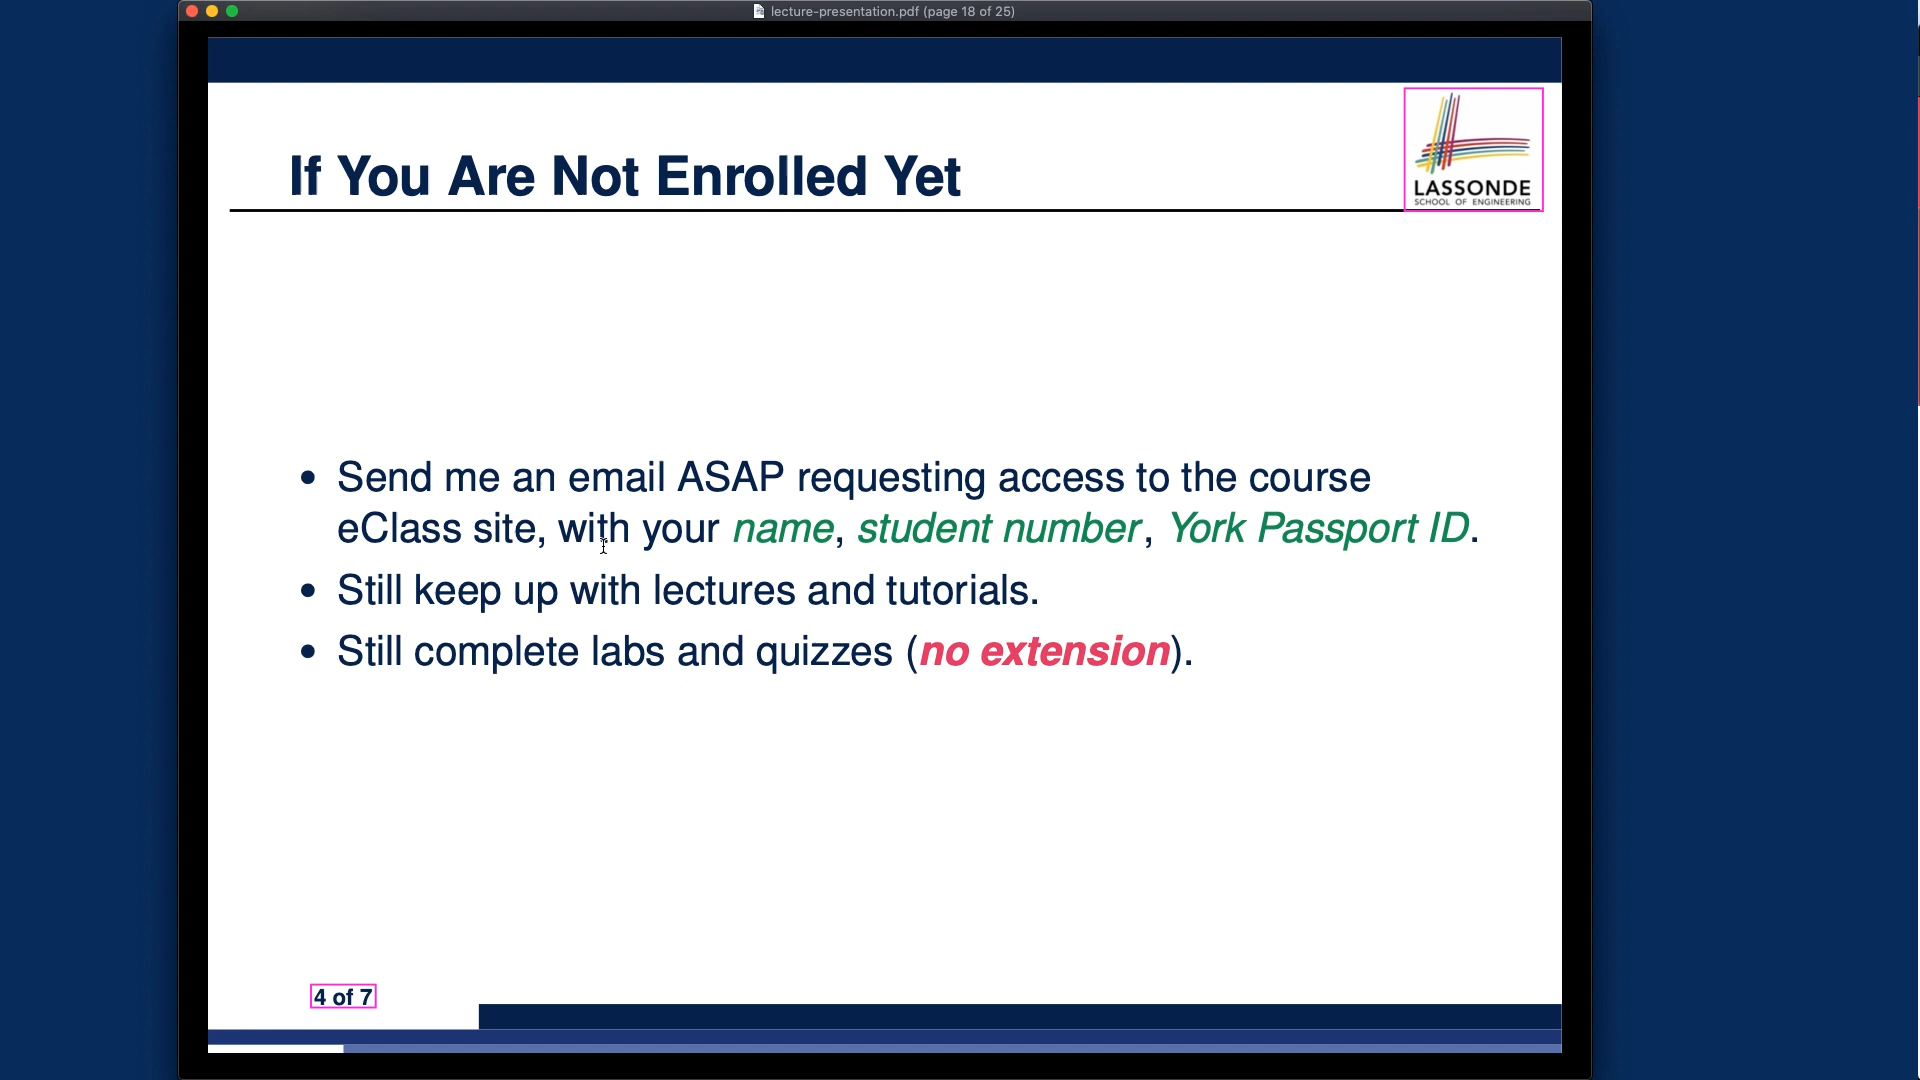 lecture-presentation.pdf (page 18 of 25)
If You Are Not Enrolled Yet
LASSONDE
SCHOOL OF ENGINEERING
• Send me an email ASAP requesting access to the course
eClass site, with your name, student number, York Passport ID.
• Still keep up with lectures and tutorials.
• Still complete labs and quizzes (no extension).
4 of 7